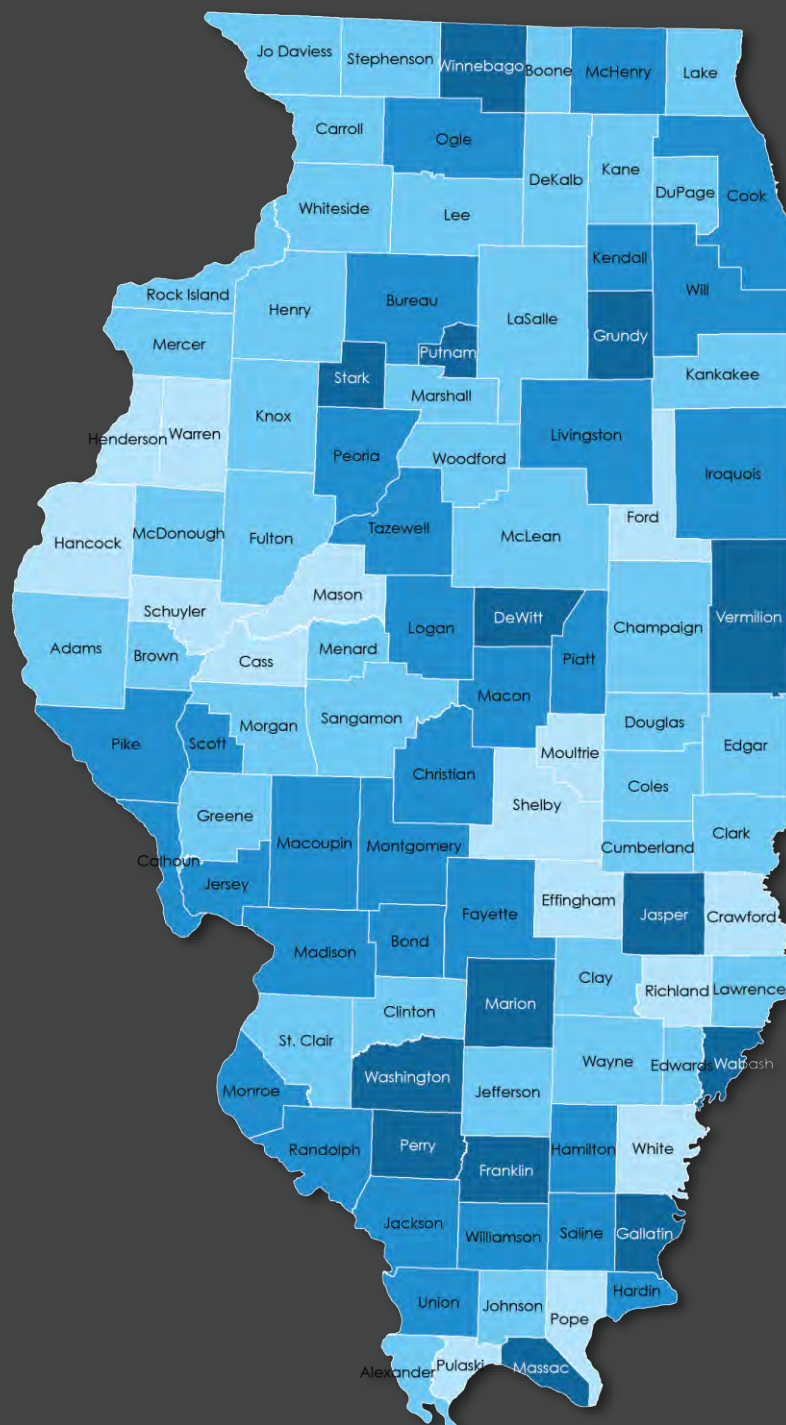 Jo Daviess
Stephenson
Winnebago
Boone
McHenry
Lake
Carroll
Ogle
DeKalb
Kane
DuPage
Cook
Whiteside
Lee
Kendall
Will
Rock Island
Henry
Bureau
LaSalle
Grundy
Mercer
Putnam
Stark
Kankakee
Marshall
Henderson
Warren
Knox
Peoria
Woodford
Livingston
Iroquois
Ford
Hancock
McDonough
Fulton
Tazewell
McLean
Schuyler
Mason
Adams
Brown
Cass
Menard
Logan
DeWitt
Piatt
Champaign
Vermilion
Macon
Pike
Scott
Morgan
Sangamon
Christian
Moultrie
Douglas
Edgar
Shelby
Coles
Greene
Calhoun
Macoupin
Montgomery
Cumberland
Clark
Jersey
Fayette
Effingham
Jasper
Crawford
Madison
Bond
Clay
Richland
Lawrence
Marion
Clinton
St. Clair
Washington
Wayne
Edwards
Wabash
Jefferson
Monroe
Randolph
Perry
Franklin
Hamilton
White
Jackson
Williamson
Saline
Gallatin
Union
Johnson
Pope
Hardin
Alexander
Pulaski
Massac